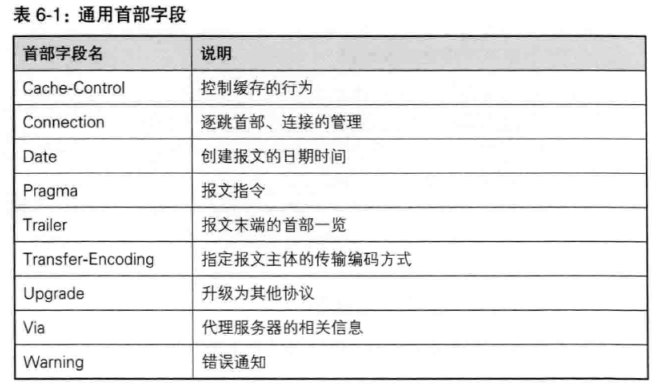 表 6-1：通用首部字段
首部字段名 说明
Cache-Control 控制缓存的行为
Connection 逐跳首部、连接的管理
Date 创建报文的日期时间
Pragma 报文指令
Trailer 报文末端的首部一览
Transfer-Encoding 指定报文主体的传输编码方式
Upgrade 升级为其他协议
Via 代理服务器的相关信息
Warning 错误通知